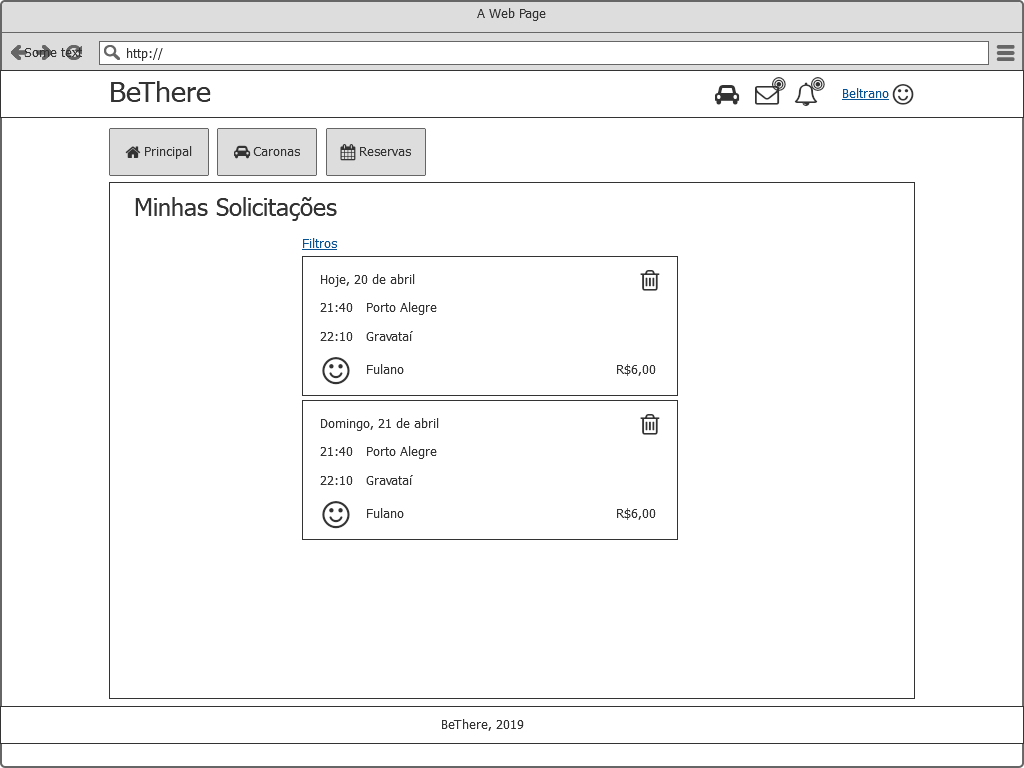 A Web Page
Some text
http://
BeThere
Beltrano
Principal
Caronas
Reservas
Minhas Solicitações
Filtros
Hoje, 20 de abril
21:40 Porto Alegre
22:10 Gravataí
Fulano R$6,00
Domingo, 21 de abril
21:40 Porto Alegre
22:10 Gravataí
Fulano R$6,00
BeThere, 2019